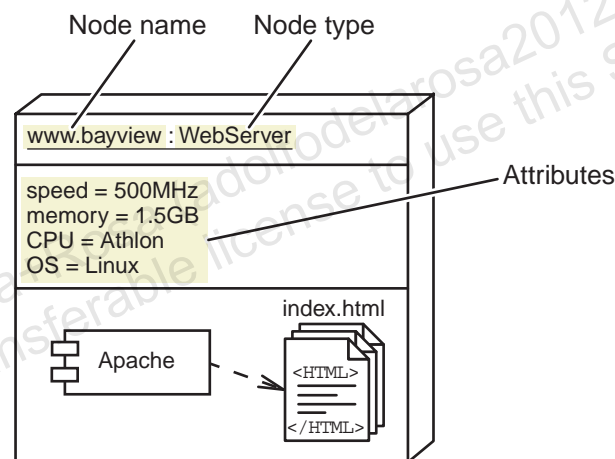 Node name
Node type
www.bayview : WebServer
speed = 500MHz
memory = 1.5GB
CPU = Athlon
OS = Linux
Attributes
index.html
Apache
<HTML>
</HTML>